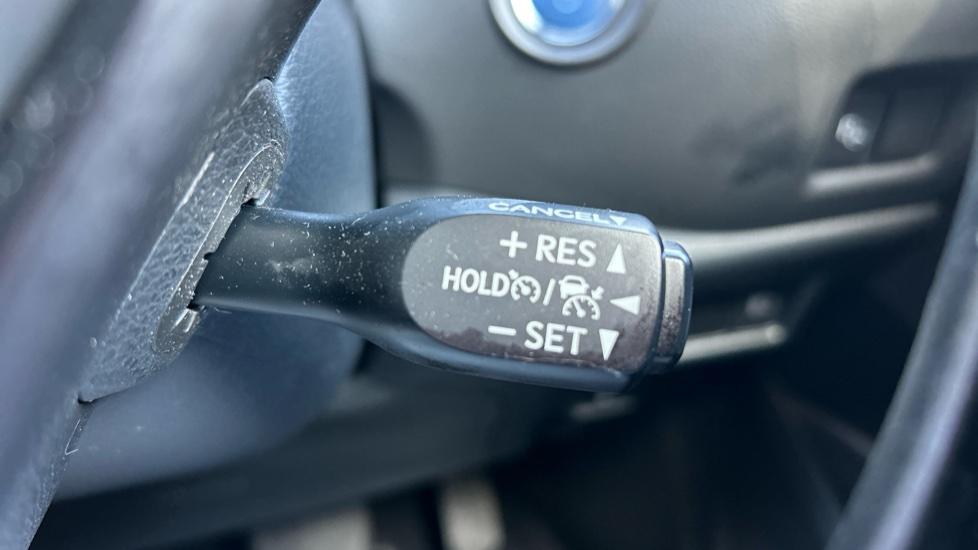 CANCEL
+ RES
HOLD /
− SET